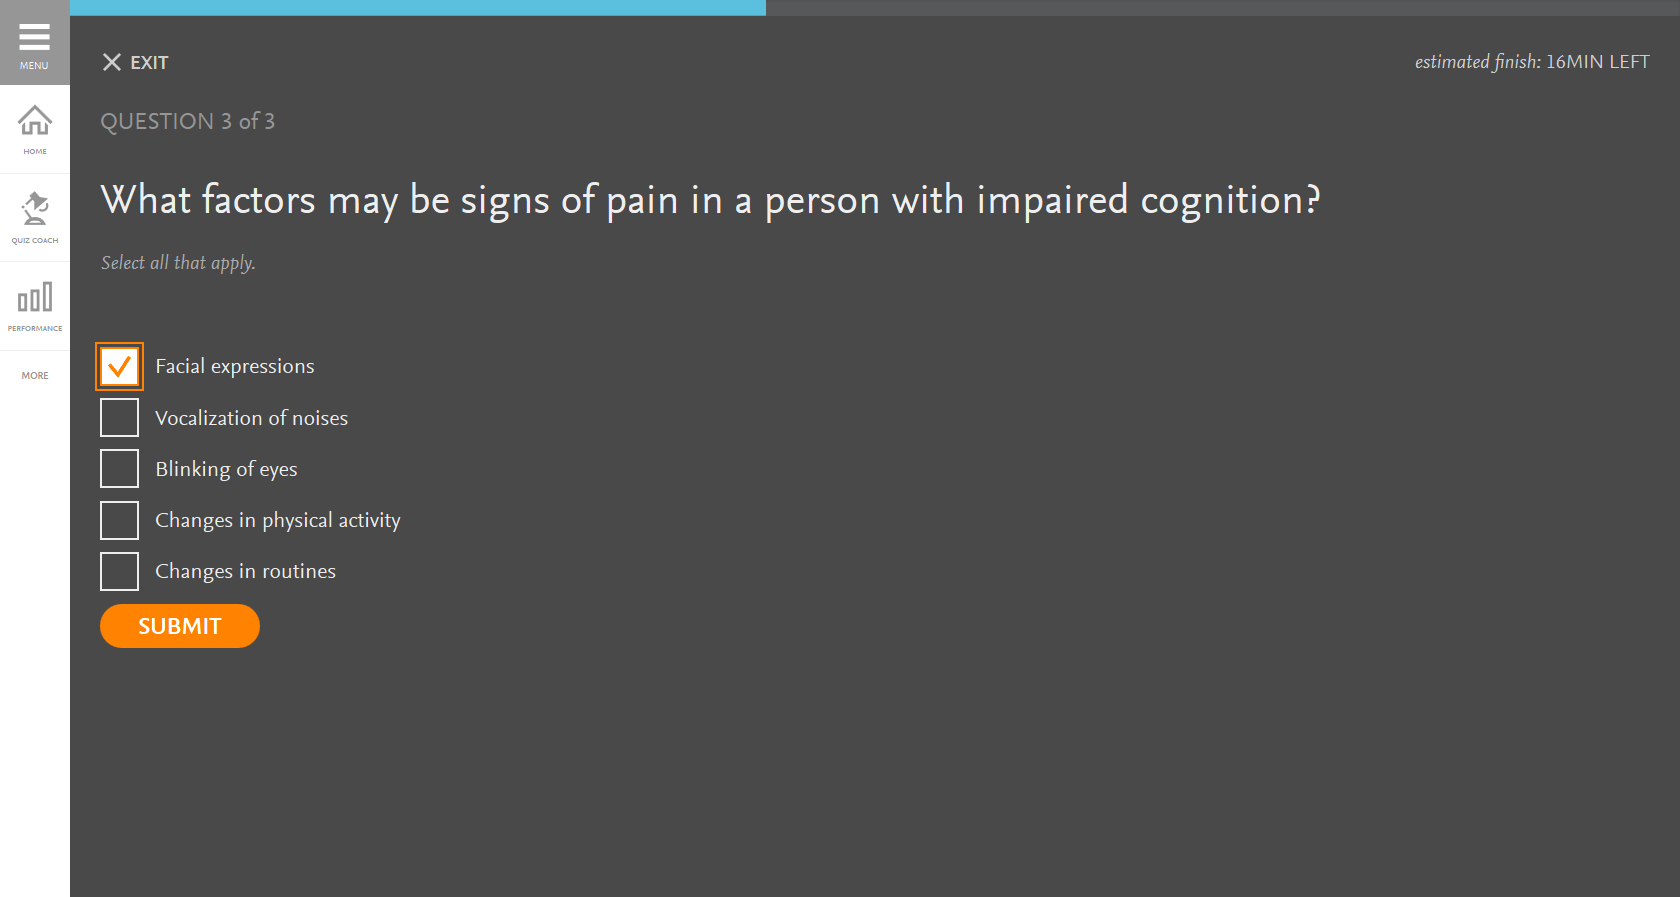 MENU
HOME
QUIZ COACH
PERFORMANCE
MORE
EXIT
estimated finish: 16MIN LEFT
QUESTION 3 of 3
What factors may be signs of pain in a person with impaired cognition?
Select all that apply.
Facial expressions
Vocalization of noises
Blinking of eyes
Changes in physical activity
Changes in routines
SUBMIT